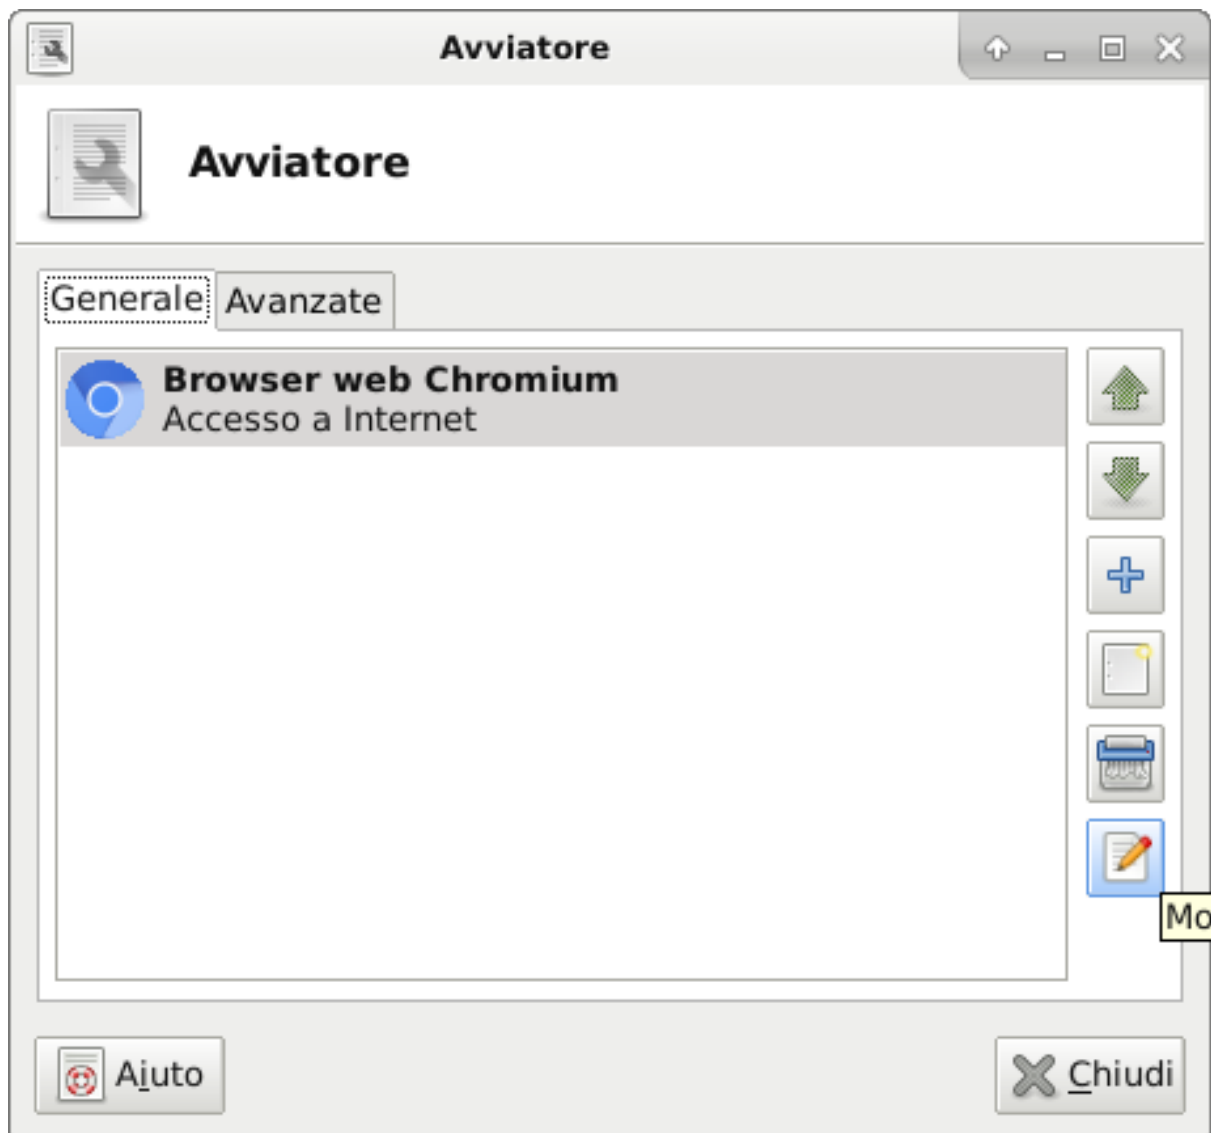 Avviatore
Avviatore
Generale Avanzate
Browser web Chromium
Accesso a Internet
Mo
Aiuto Chiudi